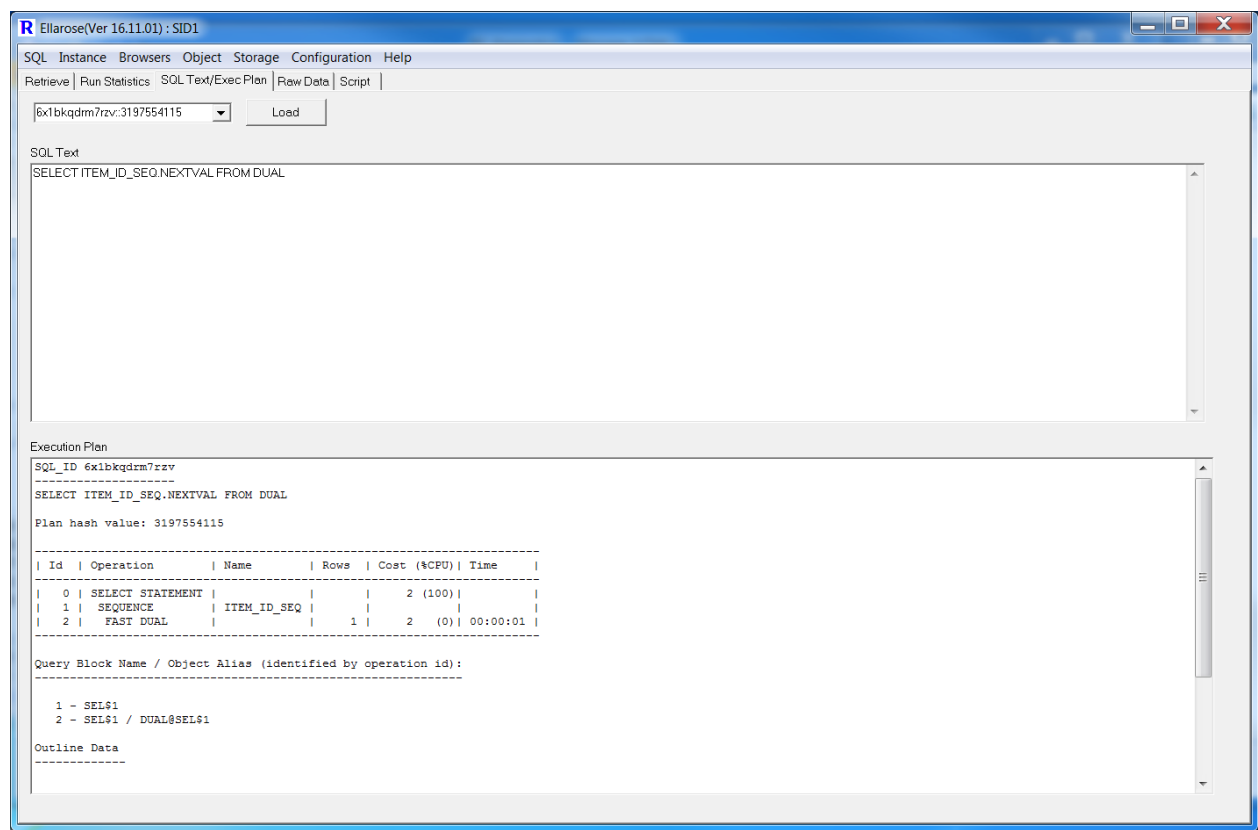 R Ellarose(Ver 16.11.01) : SID1
SQL Instance Browsers Object Storage Configuration Help
Retrieve Run Statistics SQL Text/Exec Plan Raw Data Script
6x1bkqdrm7rzv::3197554115 Load
SQL Text
SELECT ITEM_ID_SEQ.NEXTVAL FROM DUAL
Execution Plan
SQL_ID 6x1bkqdrm7rzv
--------------------
SELECT ITEM_ID_SEQ.NEXTVAL FROM DUAL
Plan hash value: 3197554115
---------------------------------------------------------------------------
| Id | Operation | Name | Rows | Cost (%CPU)| Time |
---------------------------------------------------------------------------
| 0 | SELECT STATEMENT | | | 2 (100)| |
| 1 | SEQUENCE | ITEM_ID_SEQ | | | |
| 2 | FAST DUAL | | 1 | 2 (0)| 00:00:01 |
---------------------------------------------------------------------------
Query Block Name / Object Alias (identified by operation id):
-------------------------------------------------------------
1 - SEL$1
2 - SEL$1 / DUAL@SEL$1
Outline Data
-------------